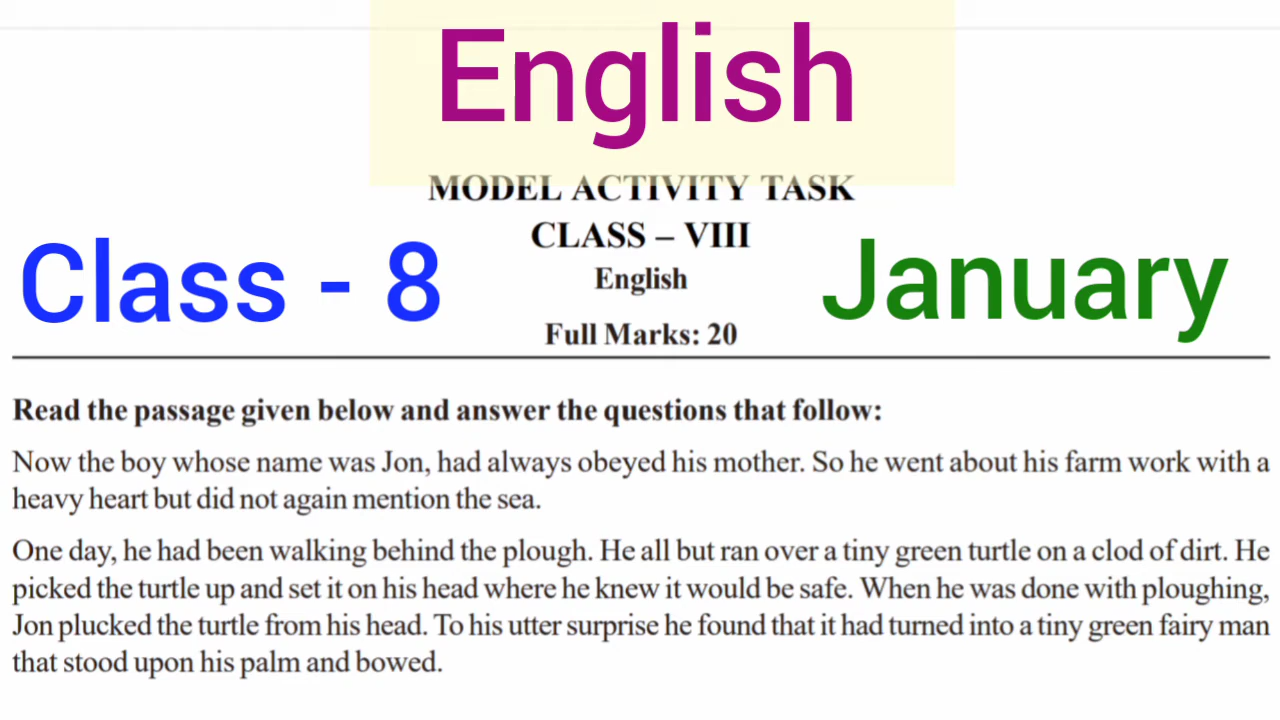 English
MODEL ACTIVITY TASK
CLASS – VIII
Class - 8
English
January
Full Marks: 20
Read the passage given below and answer the questions that follow:
Now the boy whose name was Jon, had always obeyed his mother. So he went about his farm work with a
heavy heart but did not again mention the sea.
One day, he had been walking behind the plough. He all but ran over a tiny green turtle on a clod of dirt. He
picked the turtle up and set it on his head where he knew it would be safe. When he was done with ploughing,
Jon plucked the turtle from his head. To his utter surprise he found that it had turned into a tiny green fairy man
that stood upon his palm and bowed.